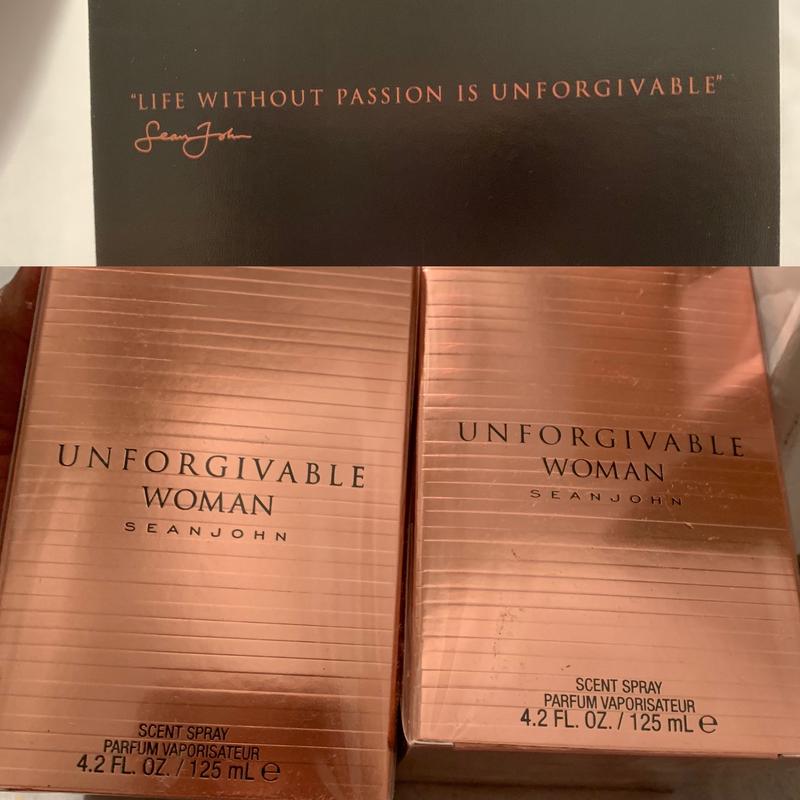 “LIFE WITHOUT PASSION IS UNFORGIVABLE”
Sean John
UNFORGIVABLE
WOMAN
SEANJOHN
SCENT SPRAY
PARFUM VAPORISATEUR
4.2 FL. OZ. / 125 mL ℮
UNFORGIVABLE
WOMAN
SEANJOHN
SCENT SPRAY
PARFUM VAPORISATEUR
4.2 FL. OZ. / 125 mL ℮